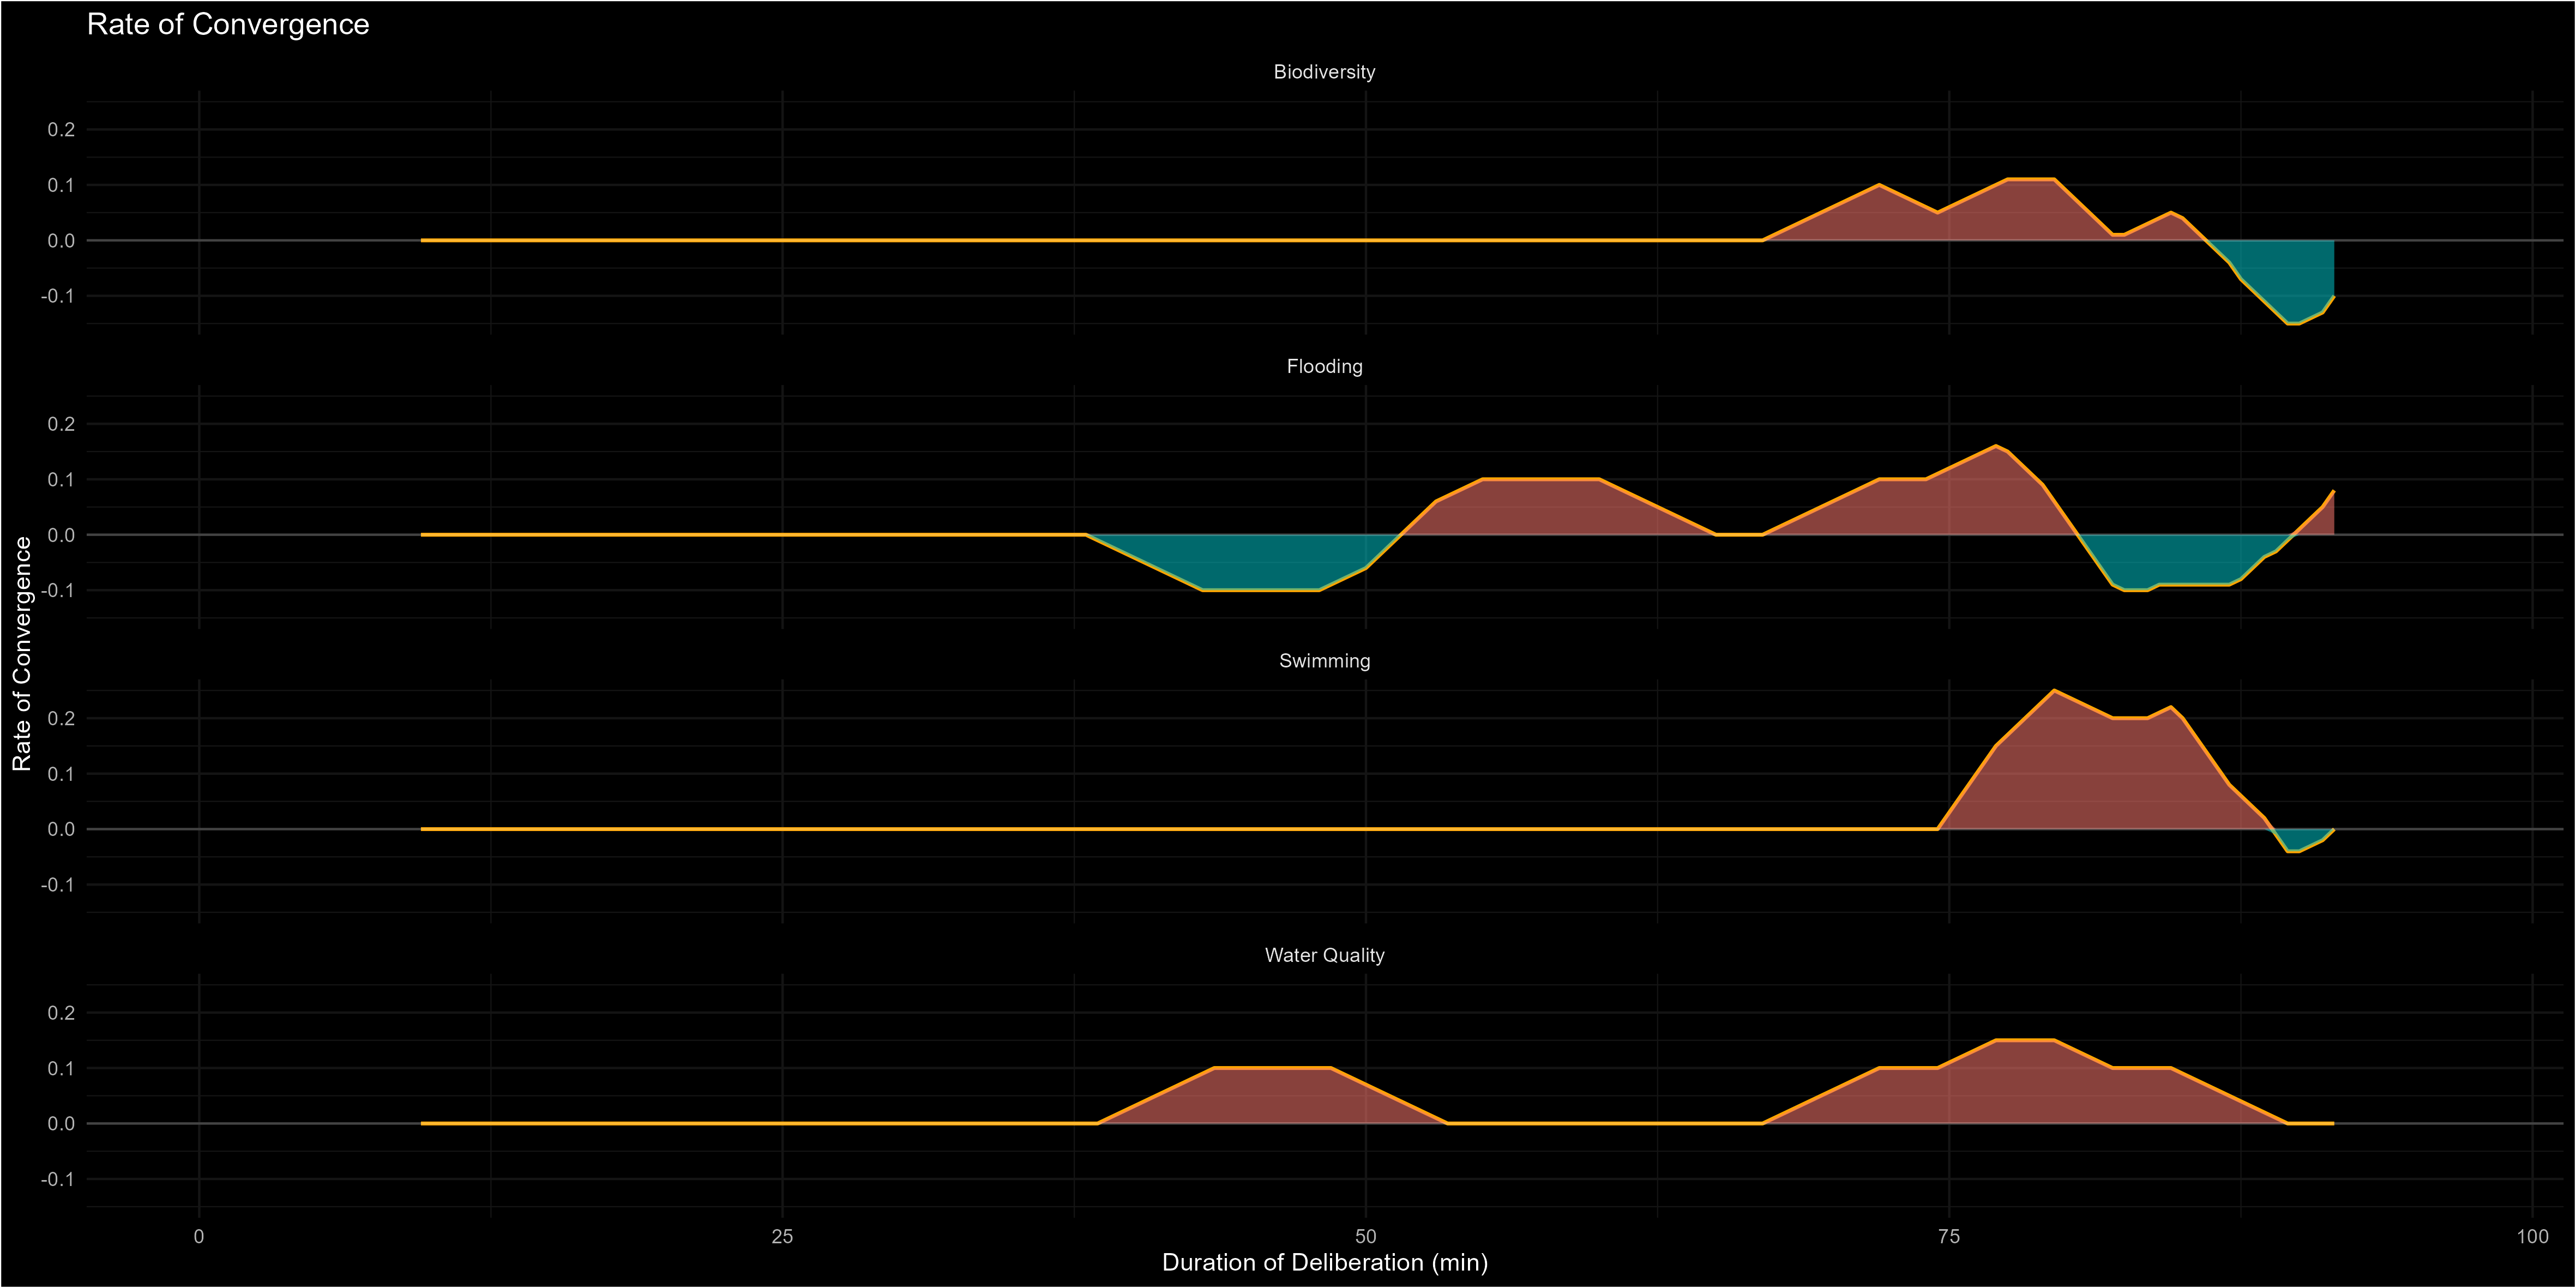 Rate of Convergence
Biodiversity
0.2
0.1
0.0
-0.1
Flooding
0.2
0.1
0.0
-0.1
Rate of Convergence
Swimming
0.2
0.1
0.0
-0.1
Water Quality
0.2
0.1
0.0
-0.1
0 25 50 75 100
Duration of Deliberation (min)